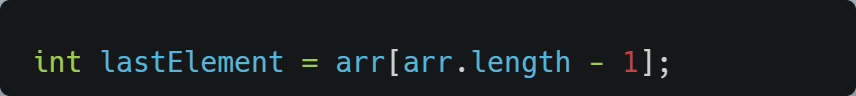 int lastElement = arr[arr.length - 1];